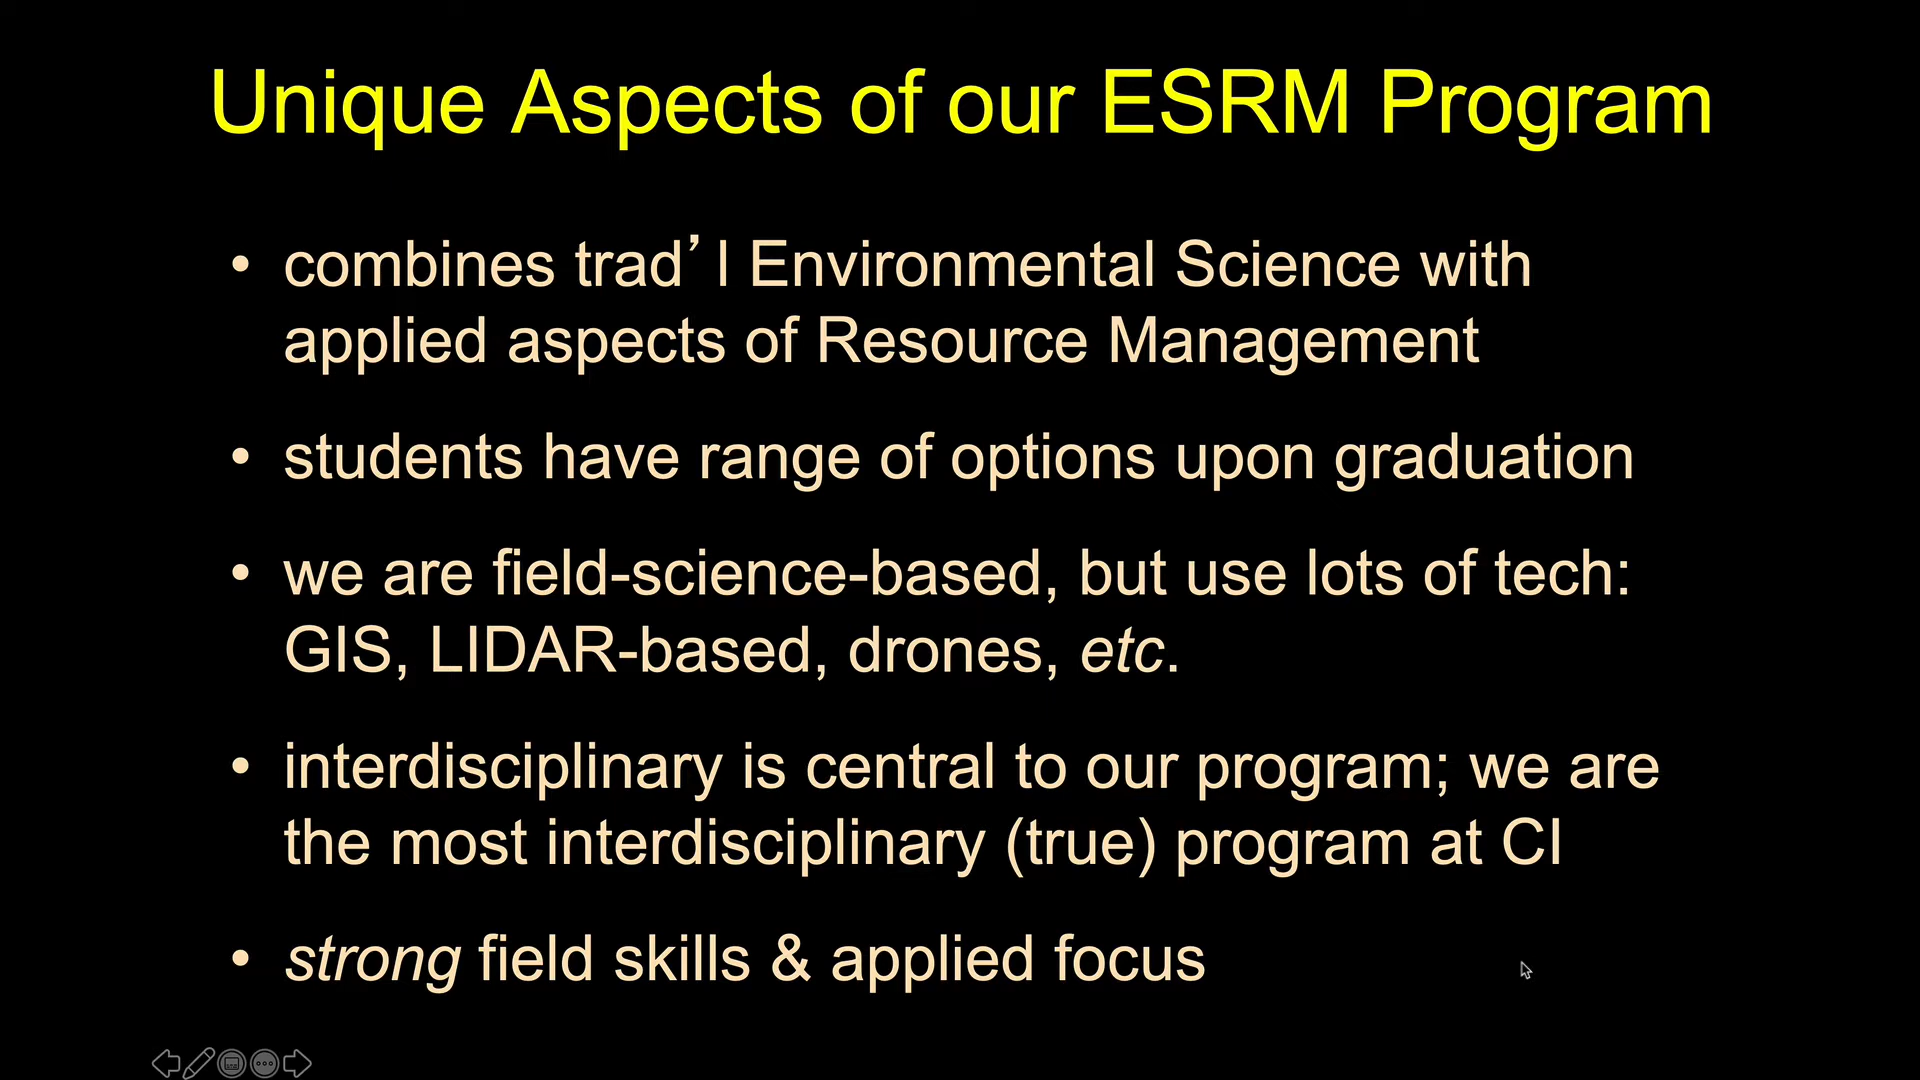 Unique Aspects of our ESRM Program
• combines trad’l Environmental Science with
applied aspects of Resource Management
• students have range of options upon graduation
• we are field-science-based, but use lots of tech:
GIS, LIDAR-based, drones, etc.
• interdisciplinary is central to our program; we are
the most interdisciplinary (true) program at CI
• strong field skills & applied focus